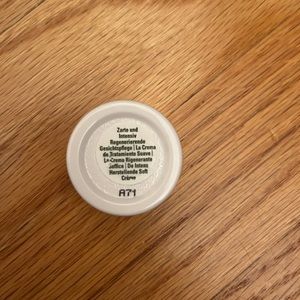 Zarte und
Intensiv
Regenerierende
Gesichtspflege | La Crema
de Tratamiento Suave |
La Crema Rigenerante
Soffice | De Intens
Herstellende Soft
Crème
A71